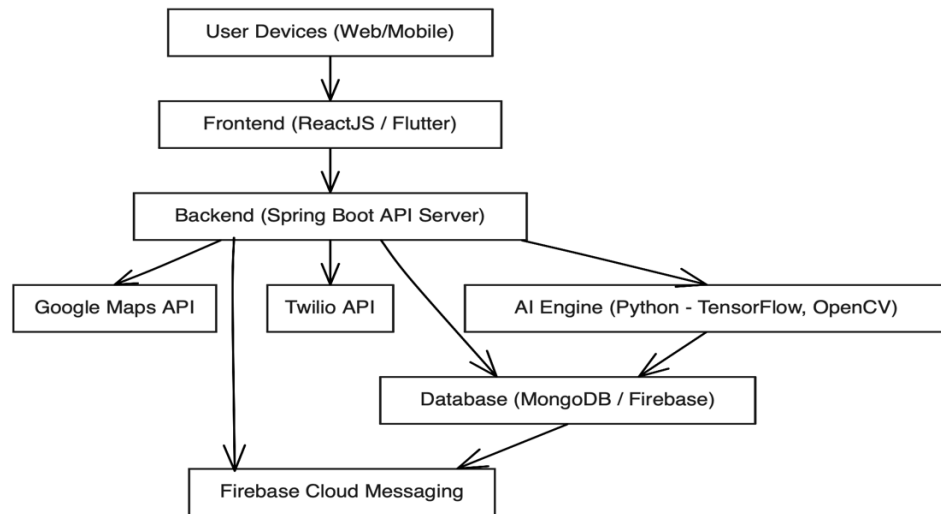 User Devices (Web/Mobile)
Frontend (ReactJS / Flutter)
Backend (Spring Boot API Server)
Google Maps API
Twilio API
AI Engine (Python - TensorFlow, OpenCV)
Database (MongoDB / Firebase)
Firebase Cloud Messaging